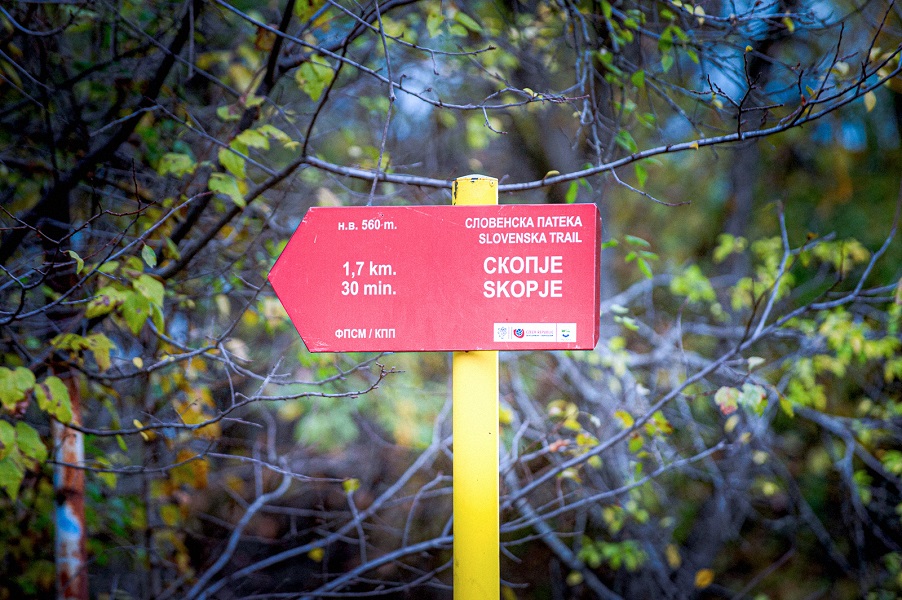 н.в. 560 m.
СЛОВЕНСКА ПАТЕКА
SLOVENSKA TRAIL
1,7 km.
30 min.
СКОПЈЕ
SKOPJE
ФПСМ / КПП